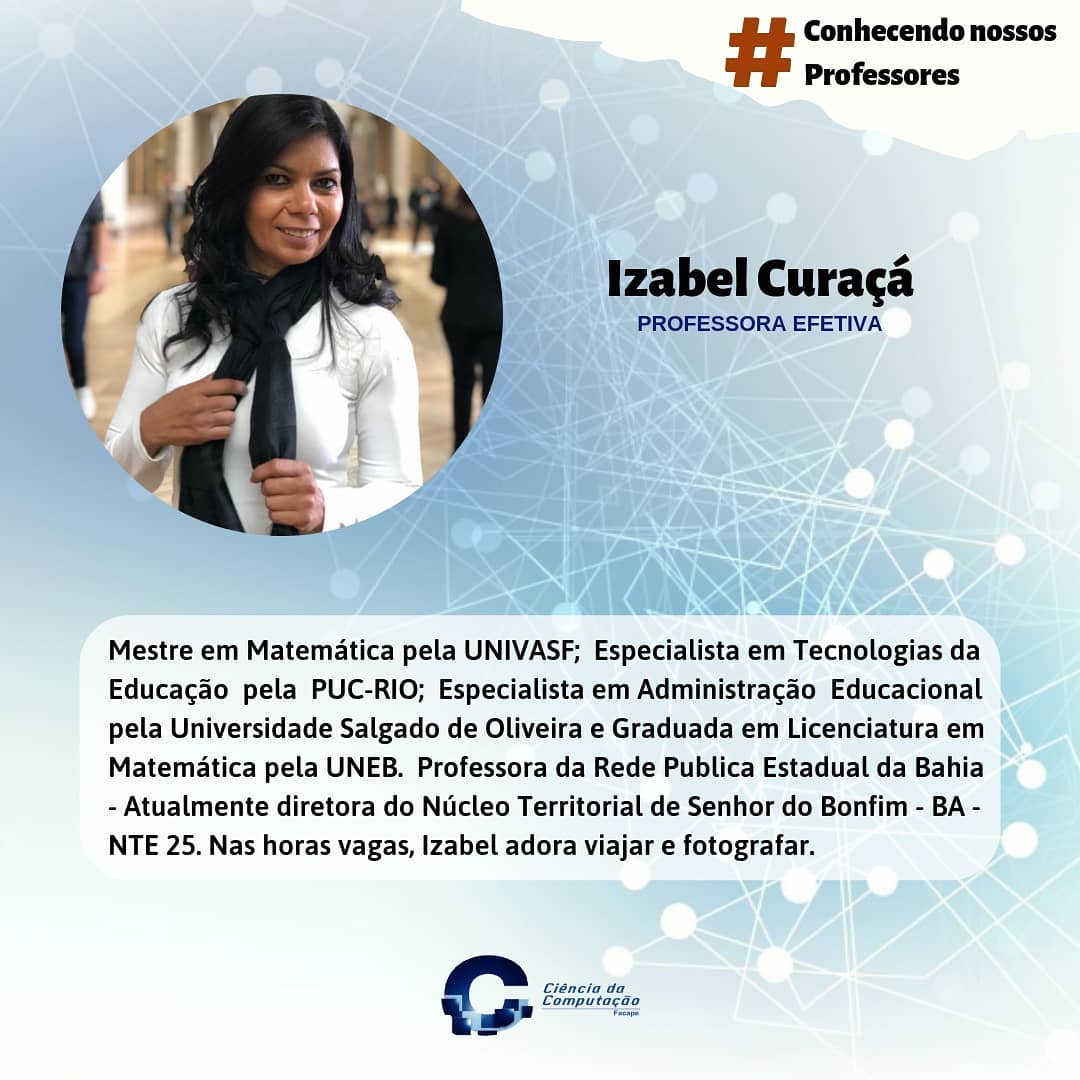 # Conhecendo nossos
Professores
Izabel Curaçá
PROFESSORA EFETIVA
Mestre em Matemática pela UNIVASF; Especialista em Tecnologias da
Educação pela PUC-RIO; Especialista em Administração Educacional
pela Universidade Salgado de Oliveira e Graduada em Licenciatura em
Matemática pela UNEB. Professora da Rede Publica Estadual da Bahia
- Atualmente diretora do Núcleo Territorial de Senhor do Bonfim - BA -
NTE 25. Nas horas vagas, Izabel adora viajar e fotografar.
Ciência da
Computação
Facape